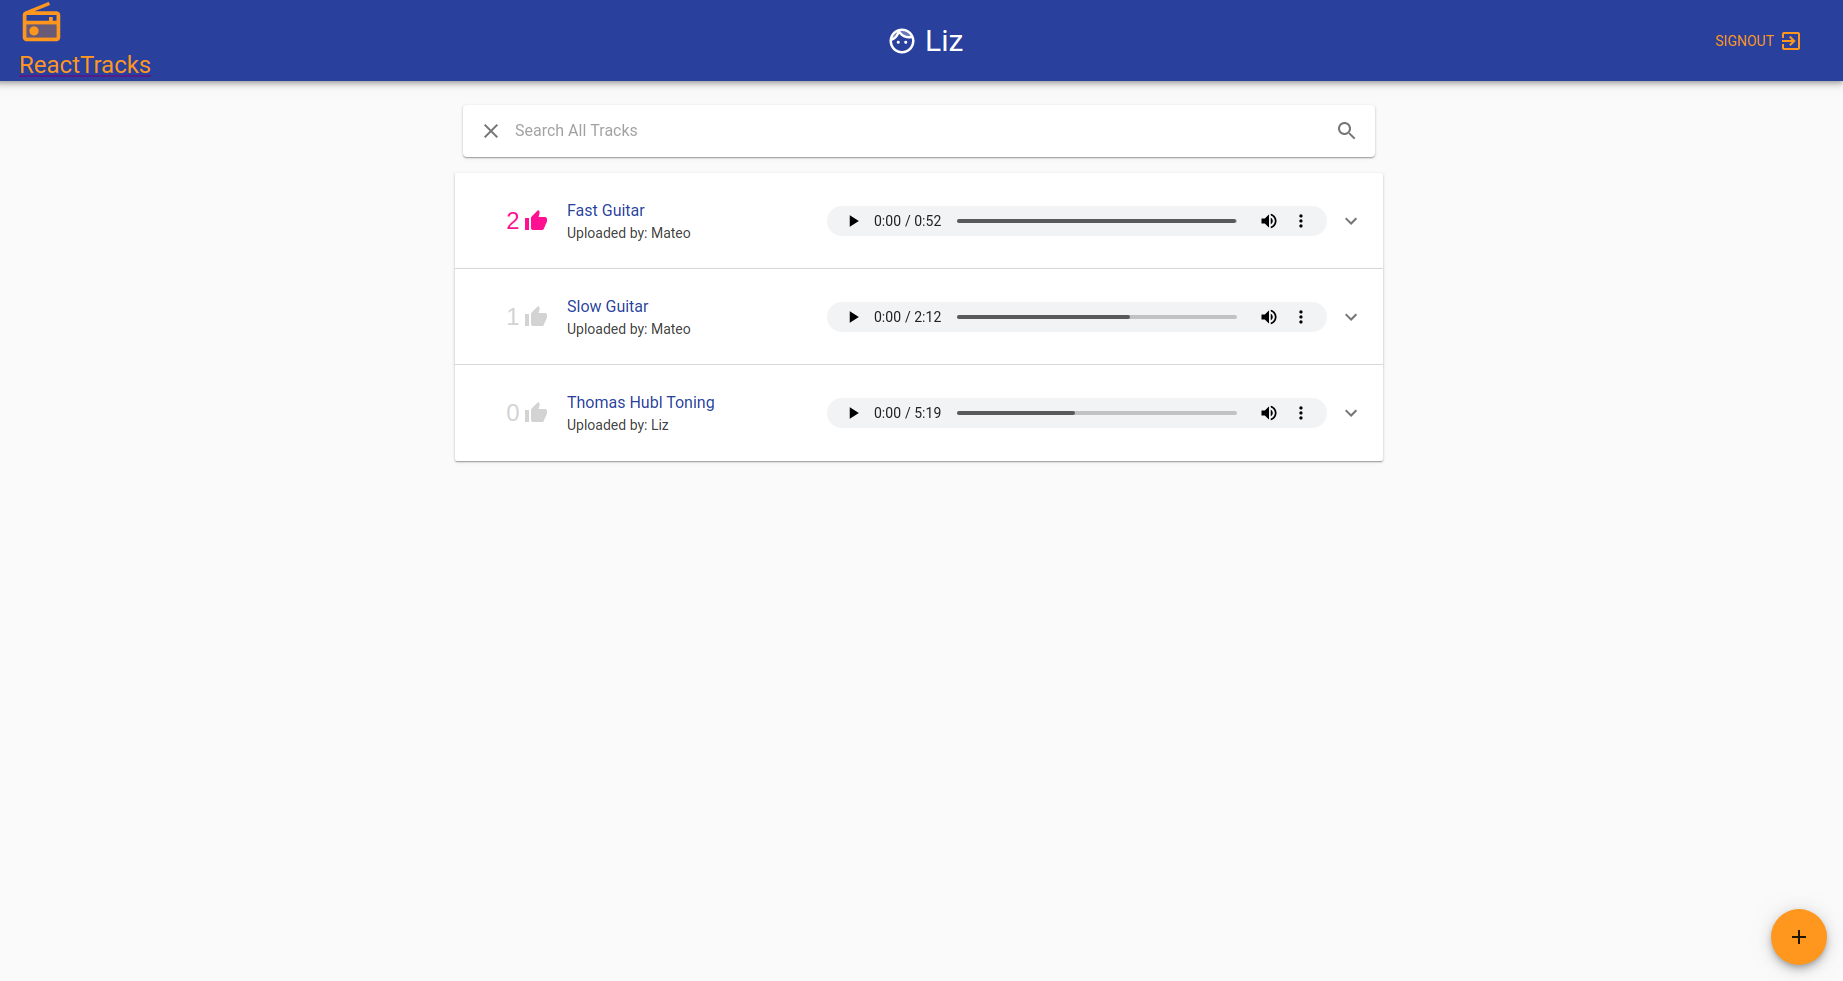 ReactTracks
Liz
SIGNOUT
Search All Tracks
2
Fast Guitar
Uploaded by: Mateo
0:00 / 0:52
1
Slow Guitar
Uploaded by: Mateo
0:00 / 2:12
0
Thomas Hubl Toning
Uploaded by: Liz
0:00 / 5:19